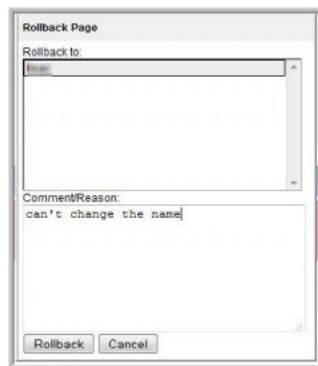 Rollback Page
Rollback to:
Comment/Reason:
can't change the name
Rollback Cancel